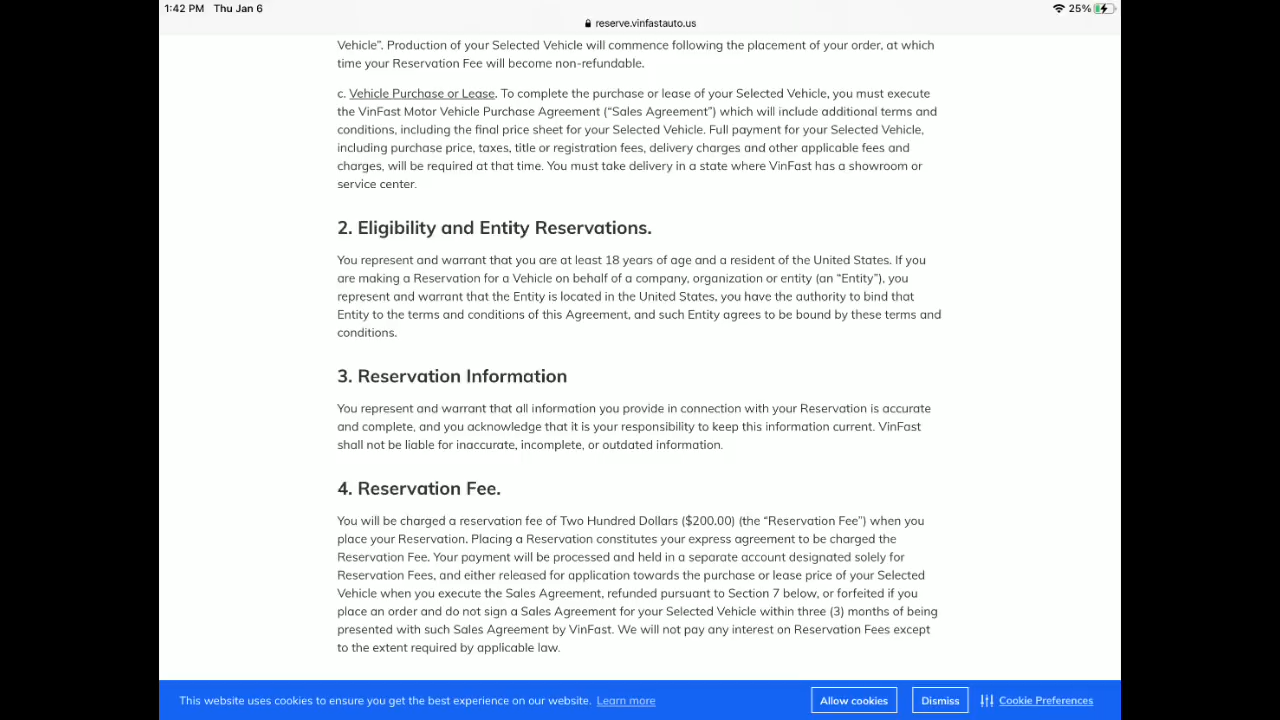 1:42 PM Thu Jan 6
25%
reserve.vinfastauto.us
Vehicle”. Production of your Selected Vehicle will commence following the placement of your order, at which
time your Reservation Fee will become non-refundable.
c. Vehicle Purchase or Lease. To complete the purchase or lease of your Selected Vehicle, you must execute
the VinFast Motor Vehicle Purchase Agreement (“Sales Agreement”) which will include additional terms and
conditions, including the final price sheet for your Selected Vehicle. Full payment for your Selected Vehicle,
including purchase price, taxes, title or registration fees, delivery charges and other applicable fees and
charges, will be required at that time. You must take delivery in a state where VinFast has a showroom or
service center.
2. Eligibility and Entity Reservations.
You represent and warrant that you are at least 18 years of age and a resident of the United States. If you
are making a Reservation for a Vehicle on behalf of a company, organization or entity (an “Entity”), you
represent and warrant that the Entity is located in the United States, you have the authority to bind that
Entity to the terms and conditions of this Agreement, and such Entity agrees to be bound by these terms and
conditions.
3. Reservation Information
You represent and warrant that all information you provide in connection with your Reservation is accurate
and complete, and you acknowledge that it is your responsibility to keep this information current. VinFast
shall not be liable for inaccurate, incomplete, or outdated information.
4. Reservation Fee.
You will be charged a reservation fee of Two Hundred Dollars ($200.00) (the “Reservation Fee”) when you
place your Reservation. Placing a Reservation constitutes your express agreement to be charged the
Reservation Fee. Your payment will be processed and held in a separate account designated solely for
Reservation Fees, and either released for application towards the purchase or lease price of your Selected
Vehicle when you execute the Sales Agreement, refunded pursuant to Section 7 below, or forfeited if you
place an order and do not sign a Sales Agreement for your Selected Vehicle within three (3) months of being
presented with such Sales Agreement by VinFast. We will not pay any interest on Reservation Fees except
to the extent required by applicable law.
This website uses cookies to ensure you get the best experience on our website. Learn more
Allow cookies
Dismiss
Cookie Preferences